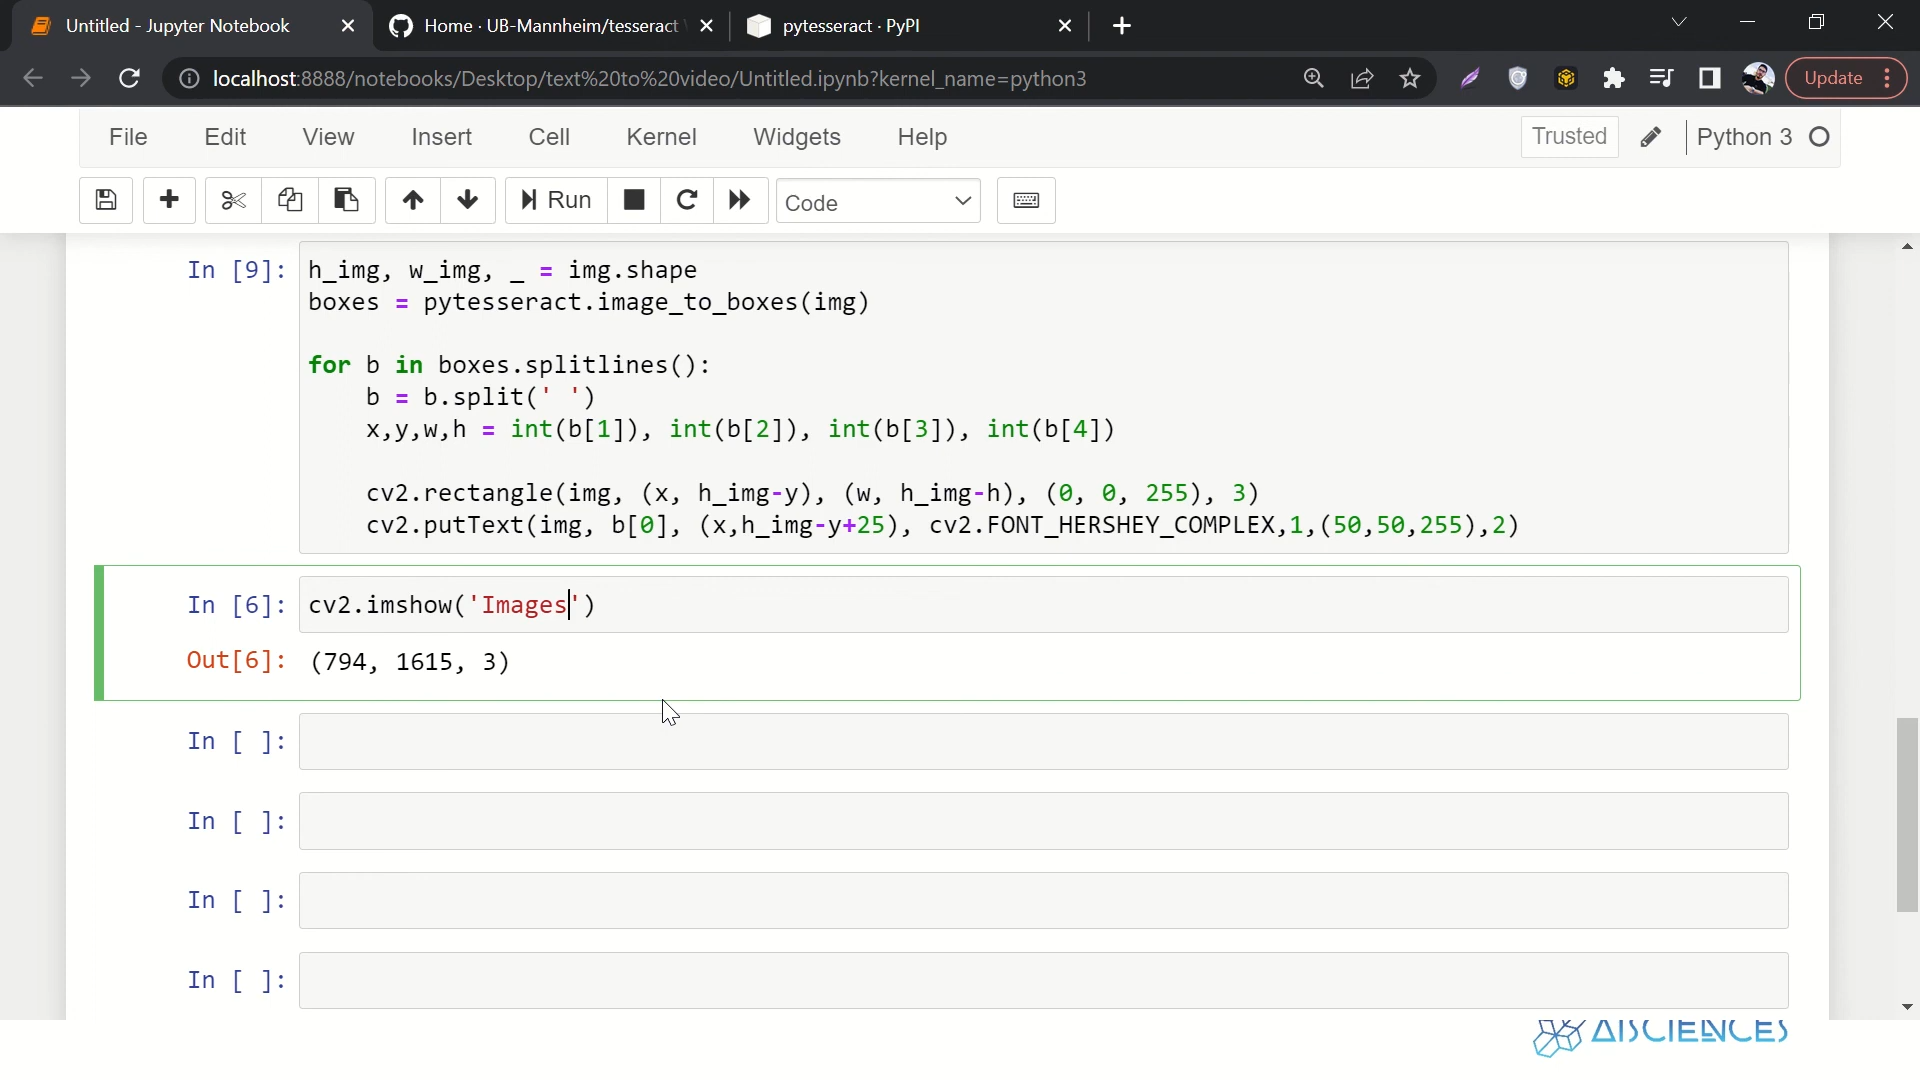 Untitled - Jupyter Notebook
Home · UB-Mannheim/tesseract
pytesseract · PyPI
localhost:8888/notebooks/Desktop/text%20to%20video/Untitled.ipynb?kernel_name=python3
Update
File Edit View Insert Cell Kernel Widgets Help Trusted Python 3
Run Code
In [9]: h_img, w_img, _ = img.shape
boxes = pytesseract.image_to_boxes(img)
for b in boxes.splitlines():
    b = b.split(' ')
    x,y,w,h = int(b[1]), int(b[2]), int(b[3]), int(b[4])
    cv2.rectangle(img, (x, h_img-y), (w, h_img-h), (0, 0, 255), 3)
    cv2.putText(img, b[0], (x,h_img-y+25), cv2.FONT_HERSHEY_COMPLEX,1,(50,50,255),2)
In [6]: cv2.imshow('Images')
Out[6]: (794, 1615, 3)
In [ ]:
In [ ]:
In [ ]:
In [ ]:
AISCIENCES